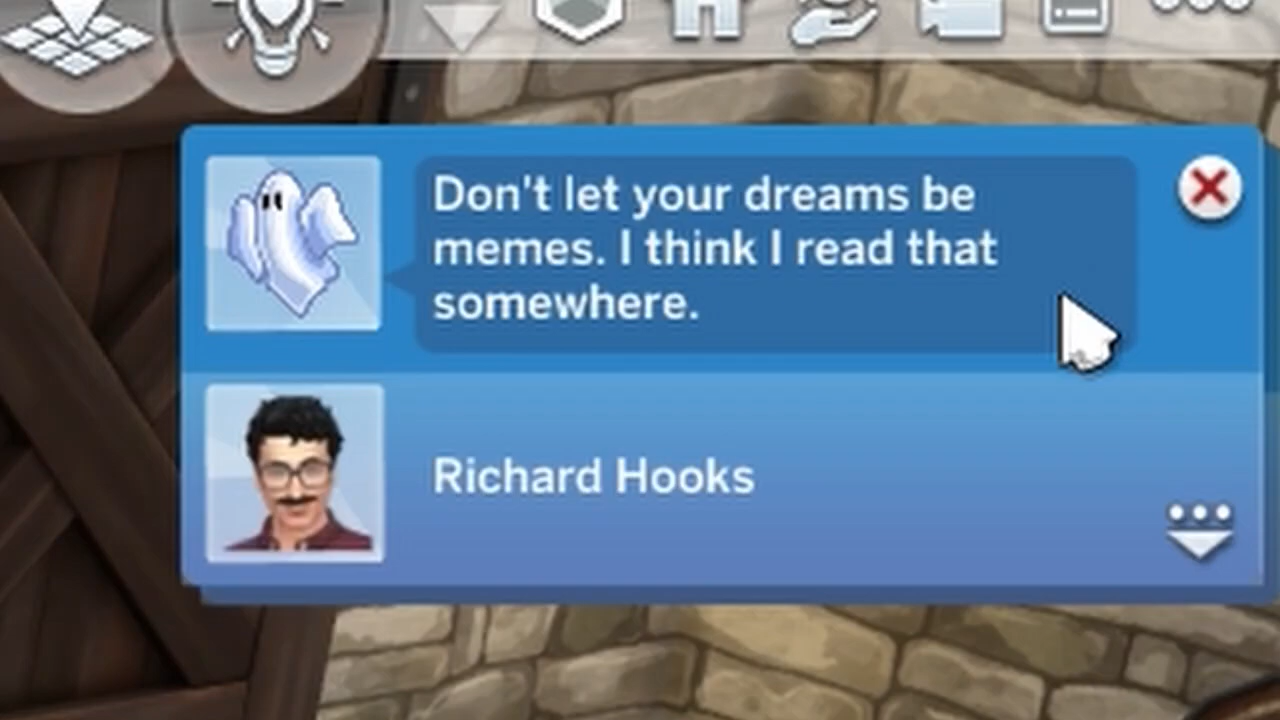 Don't let your dreams be
memes. I think I read that
somewhere.
Richard Hooks